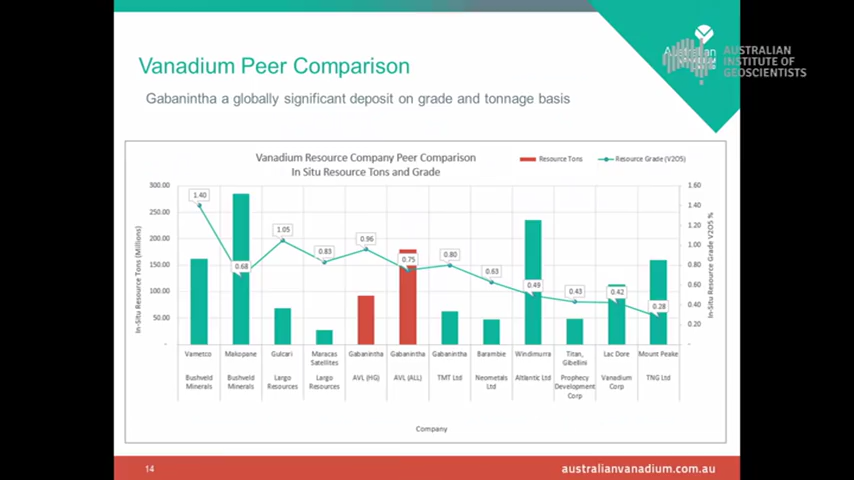 Vanadium Peer Comparison
Gabanintha a globally significant deposit on grade and tonnage basis
AUSTRALIAN
INSTITUTE OF
GEOSCIENTISTS
Vanadium Resource Company Peer Comparison
In Situ Resource Tons and Grade
Resource Tons
Resource Grade (V2O5)
In-Situ Resource Tons (Millions)
300.00
250.00
200.00
150.00
100.00
50.00
-
1.40
0.68
1.05
0.83
0.96
0.75
0.80
0.63
0.49
0.43
0.42
0.28
1.60
1.40
1.20
1.00
0.80
0.60
0.40
0.20
-
In-Situ Resource Grade V2O5 %
Vametco Makopane Gulcari Maracas Satellites Gabanintha Gabanintha Gabanintha Barambie Windimurra Titan, Gibellini Lac Dore Mount Peake
Bushveld Minerals Bushveld Minerals Largo Resources Largo Resources AVL (HG) AVL (ALL) TMT Ltd Neometals Ltd Altlantic Ltd Prophecy Development Corp Vanadium Corp TNG Ltd
Company
14
australianvanadium.com.au